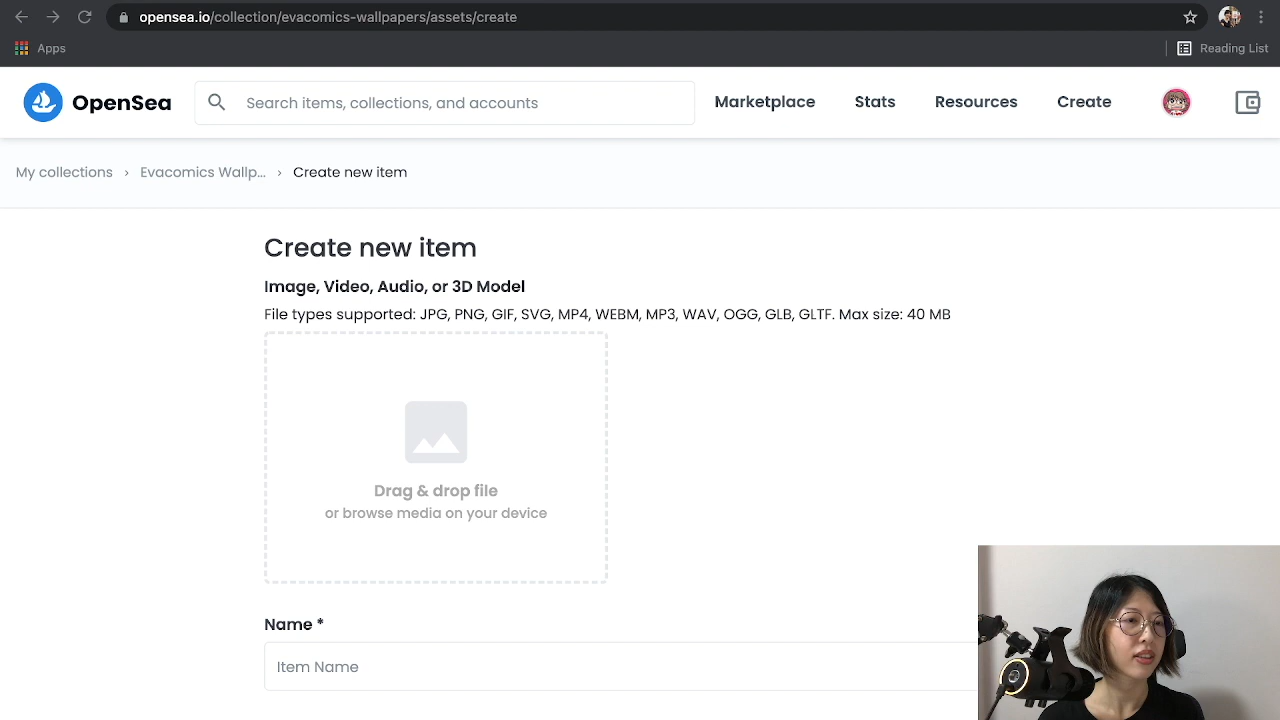 opensea.io/collection/evacomics-wallpapers/assets/create
Apps
Reading List
OpenSea
Search items, collections, and accounts
Marketplace
Stats
Resources
Create
My collections › Evacomics Wallp... › Create new item
Create new item
Image, Video, Audio, or 3D Model
File types supported: JPG, PNG, GIF, SVG, MP4, WEBM, MP3, WAV, OGG, GLB, GLTF. Max size: 40 MB
Drag & drop file
or browse media on your device
Name *
Item Name